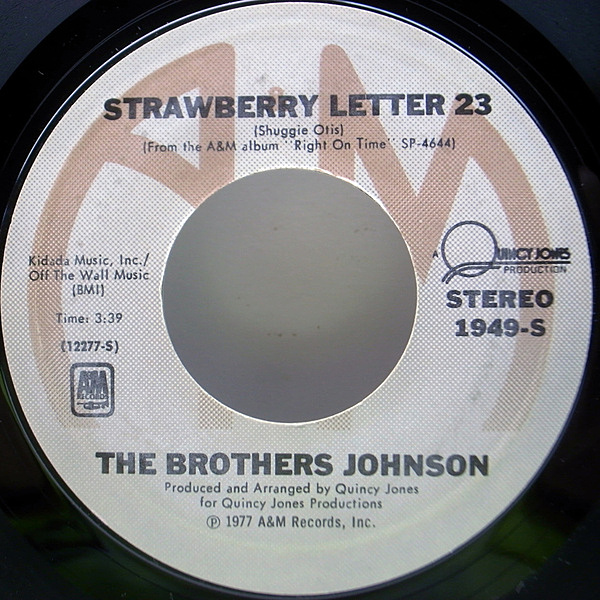 STRAWBERRY LETTER 23
(Shuggie Otis)
(From the A&M album "Right On Time" SP-4644)
Kidada Music, Inc./
Off The Wall Music
(BMI)
Time: 3:39
(12277-S)
A&M
RECORDS
A QUINCY JONES
PRODUCTION
STEREO
1949-S
THE BROTHERS JOHNSON
Produced and Arranged by Quincy Jones
for Quincy Jones Productions
℗ 1977 A&M Records, Inc.